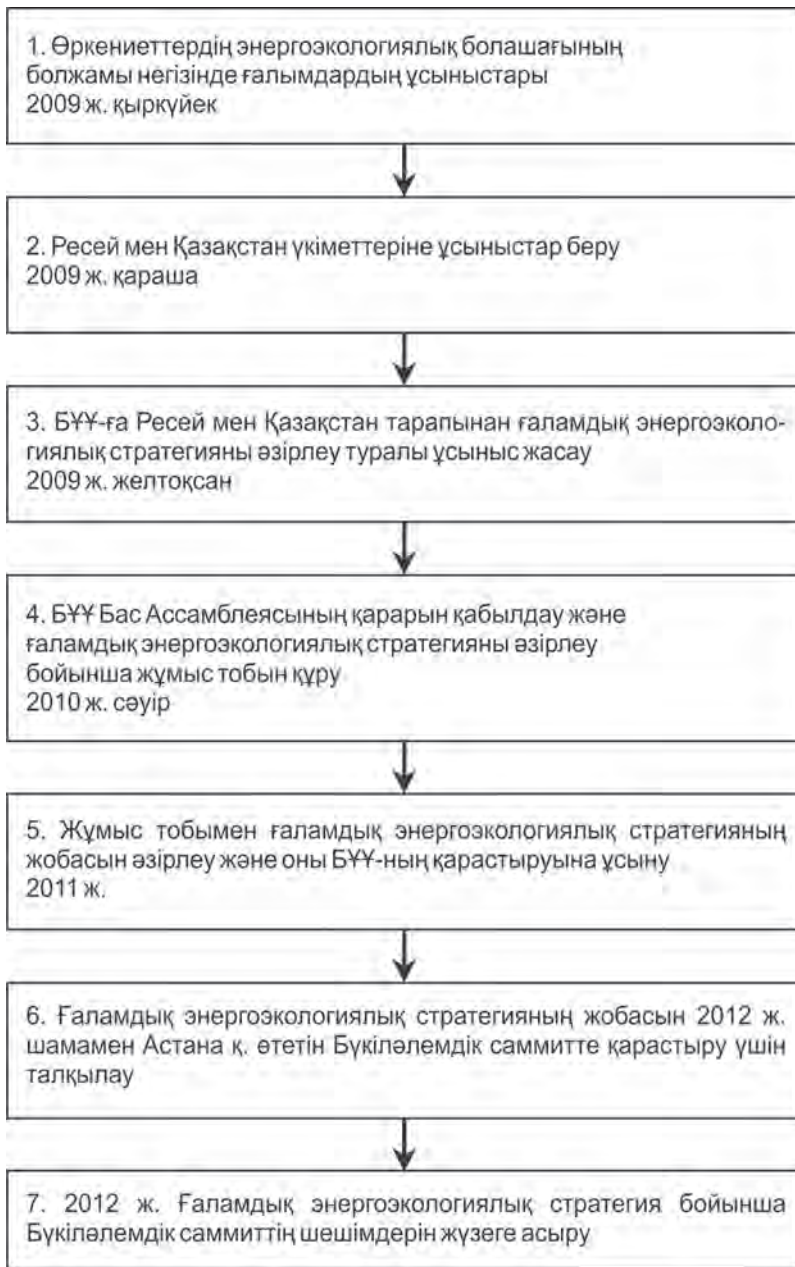 1. Өркениеттердің энергоэкологиялық болашағының
болжамы негізінде ғалымдардың ұсыныстары
2009 ж. қыркүйек
2. Ресей мен Қазақстан үкіметтеріне ұсыныстар беру
2009 ж. қараша
3. БҰҰ-ға Ресей мен Қазақстан тарапынан ғаламдық энергоэколо-
гиялық стратегияны әзірлеу туралы ұсыныс жасау
2009 ж. желтоқсан
4. БҰҰ Бас Ассамблеясының қарарын қабылдау және
ғаламдық энергоэкологиялық стратегияны әзірлеу
бойынша жұмыс тобын құру
2010 ж. сәуір
5. Жұмыс тобымен ғаламдық энергоэкологиялық стратегияның
жобасын әзірлеу және оны БҰҰ-ның қарастыруына ұсыну
2011 ж.
6. Ғаламдық энергоэкологиялық стратегияның жобасын 2012 ж.
шамамен Астана қ. өтетін Бүкіләлемдік саммитте қарастыру үшін
талқылау
7. 2012 ж. Ғаламдық энергоэкологиялық стратегия бойынша
Бүкіләлемдік саммиттің шешімдерін жүзеге асыру